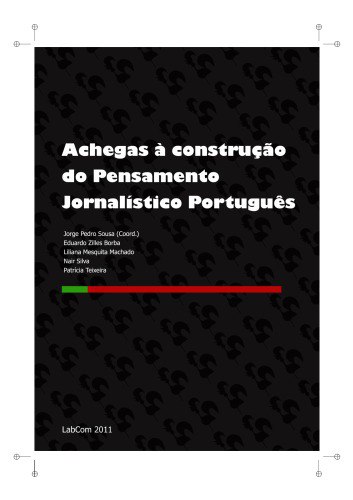 Achegas à construção
do Pensamento
Jornalístico Português
Jorge Pedro Sousa (Coord.)
Eduardo Zilles Borba
Liliana Mesquita Machado
Nair Silva
Patrícia Teixeira
LabCom 2011